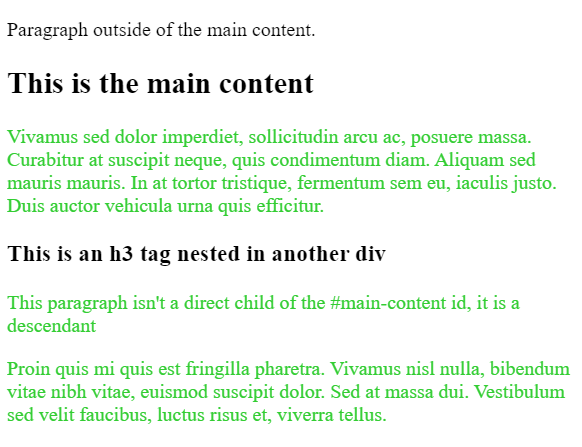 Paragraph outside of the main content.
This is the main content
Vivamus sed dolor imperdiet, sollicitudin arcu ac, posuere massa.
Curabitur at suscipit neque, quis condimentum diam. Aliquam sed
mauris mauris. In at tortor tristique, fermentum sem eu, iaculis justo.
Duis auctor vehicula urna quis efficitur.
This is an h3 tag nested in another div
This paragraph isn't a direct child of the #main-content id, it is a
descendant
Proin quis mi quis est fringilla pharetra. Vivamus nisl nulla, bibendum
vitae nibh vitae, euismod suscipit dolor. Sed at massa dui. Vestibulum
sed velit faucibus, luctus risus et, viverra tellus.